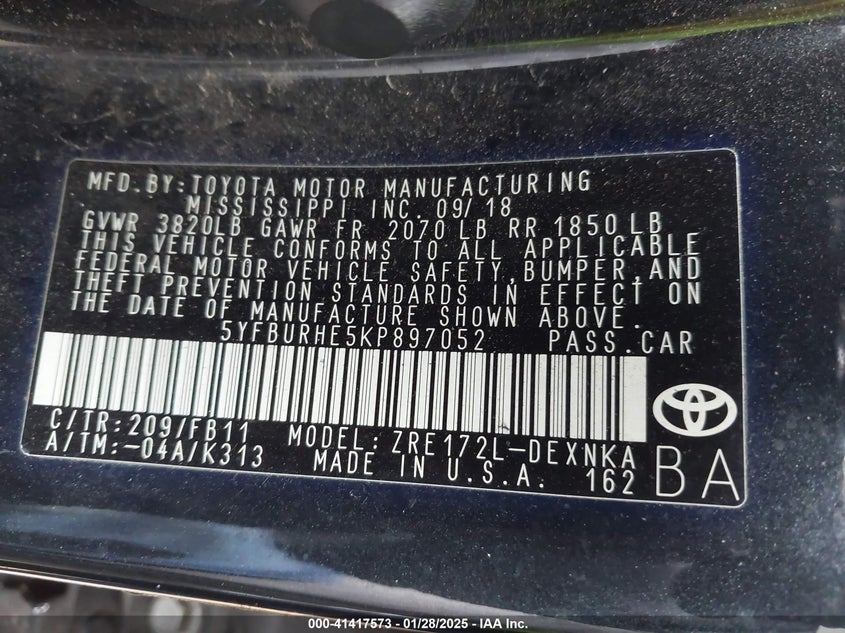 MFD.BY:TOYOTA MOTOR MANUFACTURING
MISSISSIPPI INC. 09/18
GVWR 3820LB GAWR FR 2070 LB RR 1850 LB
THIS VEHICLE CONFORMS TO ALL APPLICABLE
FEDERAL MOTOR VEHICLE SAFETY,BUMPER,AND
THEFT PREVENTION STANDARDS IN EFFECT ON
THE DATE OF MANUFACTURE SHOWN ABOVE.
5YFBURHE5KP897052 PASS.CAR
C/TR:209/FB11 MODEL:ZRE172L-DEXNKA
A/TM:-04A/K313 MADE IN U.S.A. 162
BA
000-41417573 — 01/28/2025 — IAA Inc.